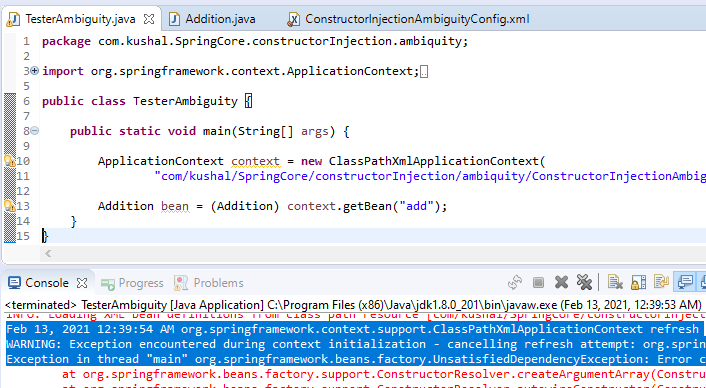 TesterAmbiguity.java Addition.java ConstructorInjectionAmbiguityConfig.xml
1 package com.kushal.SpringCore.constructorInjection.ambiquity;
2
3 import org.springframework.context.ApplicationContext;
5
6 public class TesterAmbiguity {
7
8 public static void main(String[] args) {
9
10 ApplicationContext context = new ClassPathXmlApplicationContext(
11 "com/kushal/SpringCore/constructorInjection/ambiquity/ConstructorInjectionAmbig
12
13 Addition bean = (Addition) context.getBean("add");
14 }
15 }
Console Progress Problems
<terminated> TesterAmbiguity [Java Application] C:\Program Files (x86)\Java\jdk1.8.0_201\bin\javaw.exe (Feb 13, 2021 12:39:53 AM)
INFO: Loading XML bean definitions from class path resource [com/kushal/SpringCore/constructorInject
Feb 13, 2021 12:39:54 AM org.springframework.context.support.ClassPathXmlApplicationContext refresh
WARNING: Exception encountered during context initialization - cancelling refresh attempt: org.sprin
Exception in thread "main" org.springframework.beans.factory.UnsatisfiedDependencyException: Error c
at org.springframework.beans.factory.support.ConstructorResolver.createArgumentArray(Constru
at org.springframework.beans.factory.support.ConstructorResolver.autowireConstructor(Constru